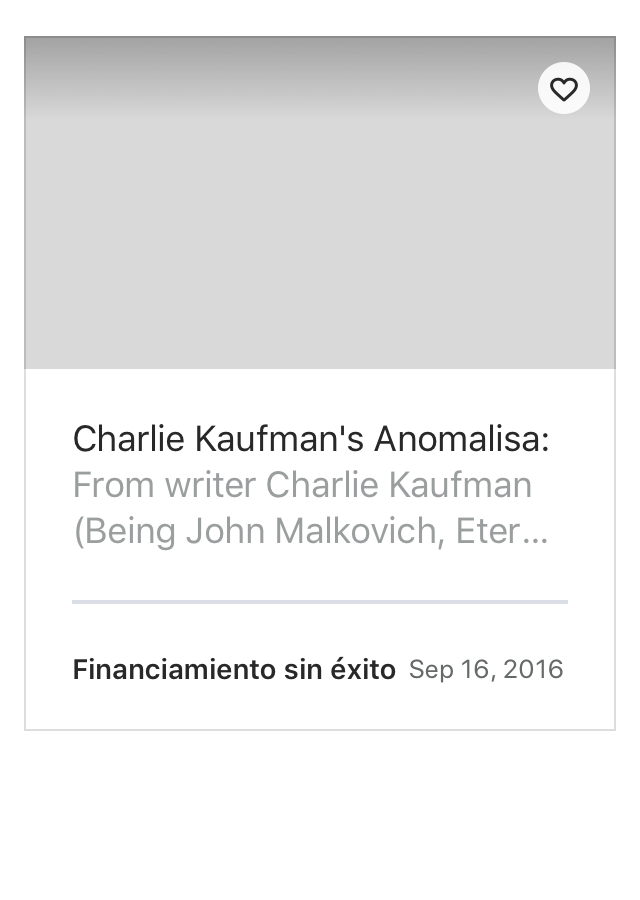 Charlie Kaufman's Anomalisa:
From writer Charlie Kaufman
(Being John Malkovich, Eter...
Financiamiento sin éxito Sep 16, 2016